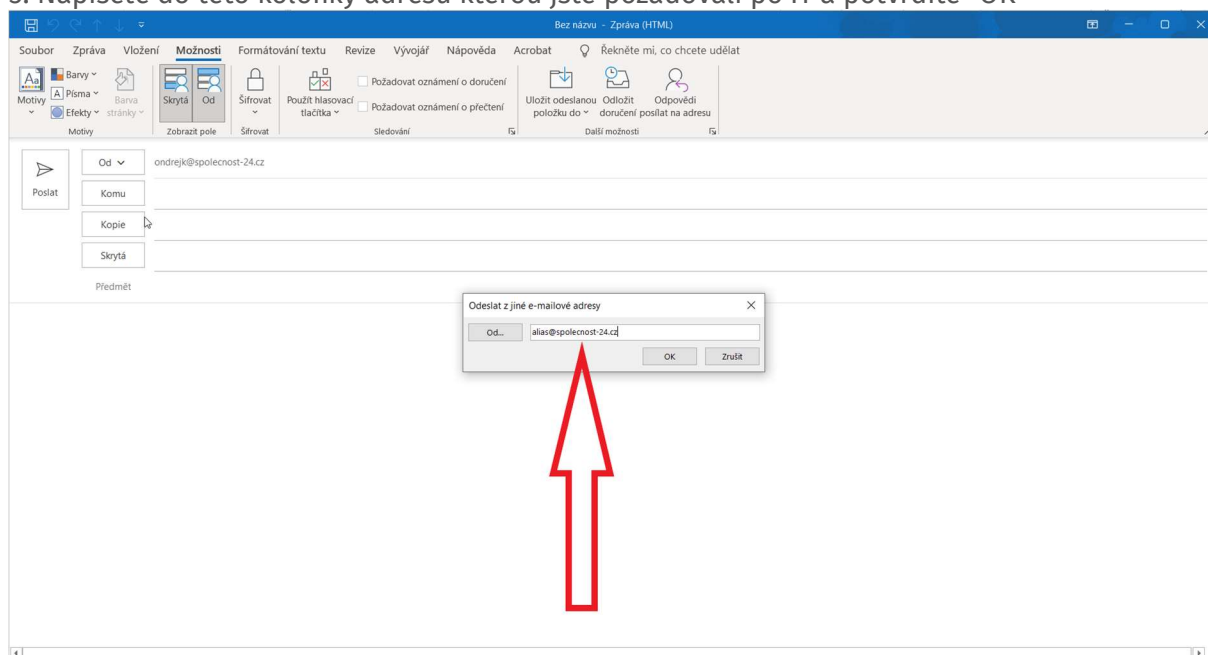 Napíšete do této kolonky adresu kterou jste požadovali po IT a potvrdíte "OK"
Bez názvu - Zpráva (HTML)
Soubor Zpráva Vložení Možnosti Formátování textu Revize Vývojář Nápověda Acrobat Řekněte mi, co chcete udělat
Motivy
Barvy
Písma
Efekty
Barva stránky
Motivy
Skrytá Od
Zobrazit pole
Šifrovat
Šifrovat
Použít hlasovací tlačítka
Požadovat oznámení o doručení
Požadovat oznámení o přečtení
Sledování
Uložit odeslanou položku do
Odložit doručení
Odpovědi posílat na adresu
Další možnosti
Poslat
Od ondrejk@spolecnost-24.cz
Komu
Kopie
Skrytá
Předmět
Odeslat z jiné e-mailové adresy
Od... alias@spolecnost-24.cz
OK Zrušit